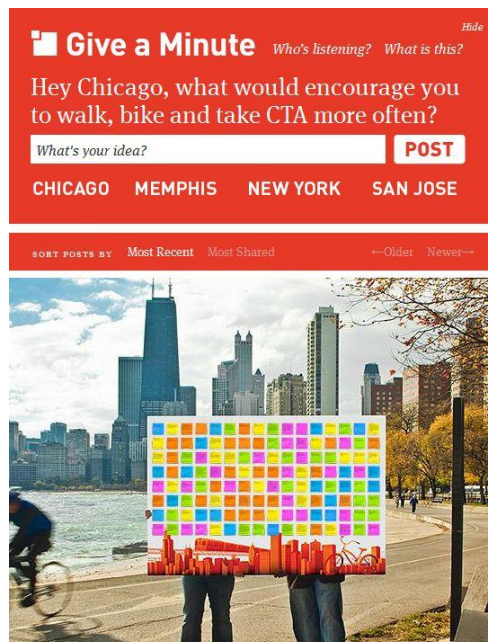 Hide
Give a Minute Who's listening? What is this?
Hey Chicago, what would encourage you
to walk, bike and take CTA more often?
What's your idea? POST
CHICAGO MEMPHIS NEW YORK SAN JOSE
SORT POSTS BY Most Recent Most Shared ←Older Newer→